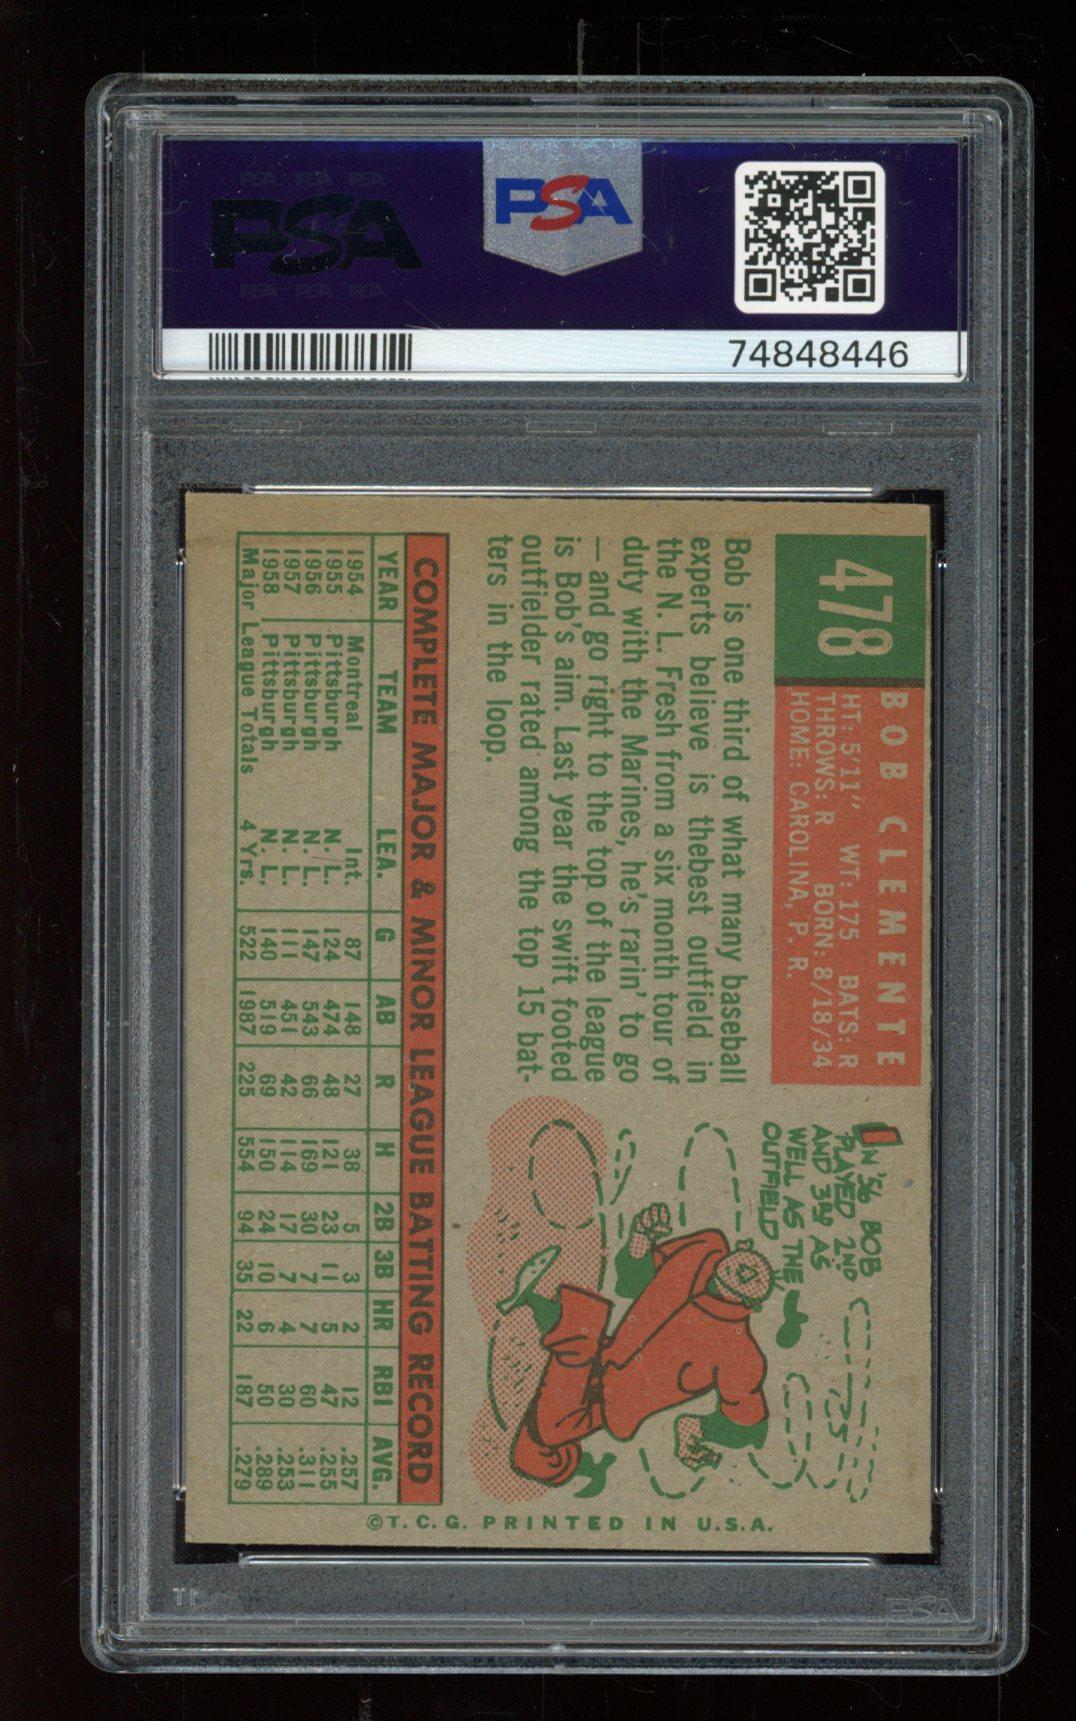 PSA PSA PSA
PSA
PSA PSA PSA
PSA
74848446
478
BOB CLEMENTE
HT: 5'11" WT: 175 BATS: R
THROWS: R BORN: 8/18/34
HOME: CAROLINA, P. R.
Bob is one third of what many baseball
experts believe is thebest outfield in
the N. L. Fresh from a six month tour of
duty with the Marines, he's rarin' to go
— and go right to the top of the league
is Bob's aim. Last year the swift footed
outfielder rated among the top 15 bat-
ters in the loop.
IN '56 BOB
PLAYED 2ND
AND 3RD AS
WELL AS THE
OUTFIELD
COMPLETE MAJOR & MINOR LEAGUE BATTING RECORD
YEAR TEAM LEA. G AB R H 2B 3B HR RBI AVG.
1954 Montreal Int. 87 148 27 38 5 3 2 12 .257
1955 Pittsburgh N. L. 124 474 48 121 23 11 5 47 .255
1956 Pittsburgh N. L. 147 543 66 169 30 7 7 60 .311
1957 Pittsburgh N. L. 111 451 42 114 17 7 4 30 .253
1958 Pittsburgh N. L. 140 519 69 150 24 10 6 50 .289
Major League Totals 4 Yrs. 522 1987 225 554 94 35 22 187 .279
©T. C. G. PRINTED IN U.S.A.
PSA